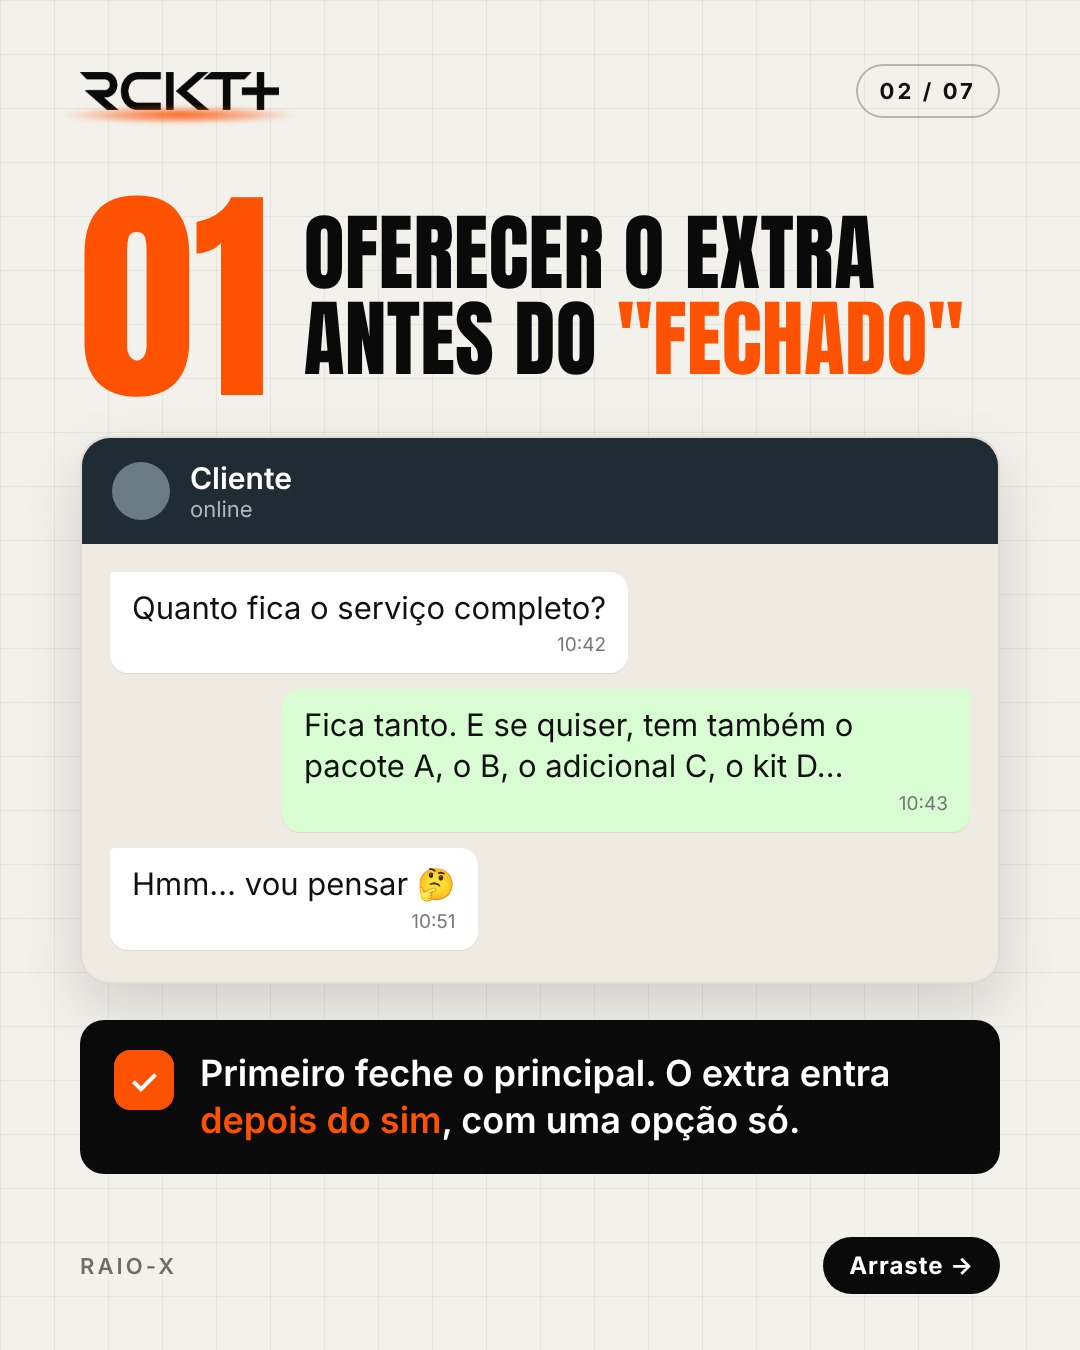 RCKT+
02 / 07
01
OFERECER O EXTRA
ANTES DO "FECHADO"
Cliente
online
Quanto fica o serviço completo?
10:42
Fica tanto. E se quiser, tem também o
pacote A, o B, o adicional C, o kit D...
10:43
Hmm... vou pensar 🤔
10:51
Primeiro feche o principal. O extra entra
depois do sim, com uma opção só.
RAIO-X
Arraste →